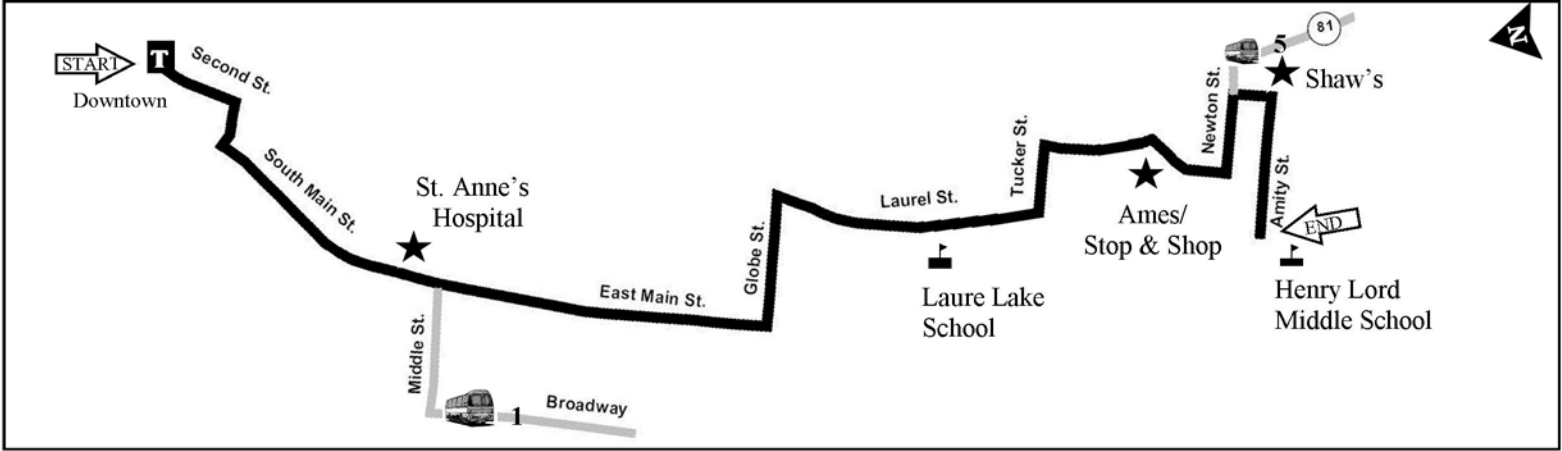 START
T
Downtown
Second St.
South Main St.
St. Anne's
Hospital
Middle St.
1
Broadway
East Main St.
Globe St.
Laurel St.
Laure Lake
School
Tucker St.
Ames/
Stop & Shop
Newton St.
5
81
Shaw's
Amity St.
END
Henry Lord
Middle School
N